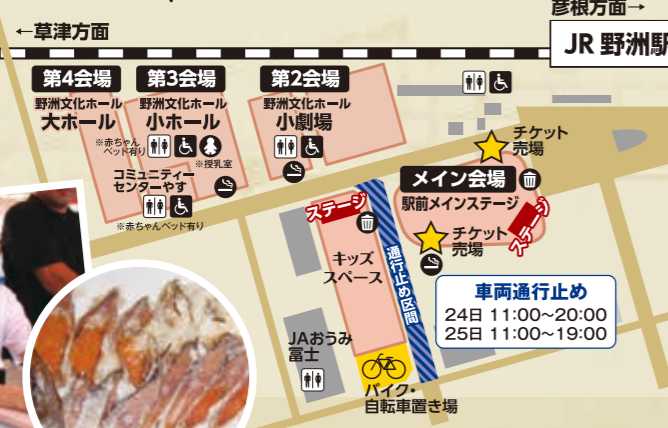 彦根方面→
←草津方面
JR 野洲駅
第4会場
野洲文化ホール
大ホール
第3会場
野洲文化ホール
小ホール
第2会場
野洲文化ホール
小劇場
※赤ちゃん
ベッド有り
※授乳室
コミュニティー
センターやす
※赤ちゃんベッド有り
チケット
売場
メイン会場
駅前メインステージ
ステージ
チケット
売場
ステージ
キッズ
スペース
通行止め区間
車両通行止め
24日 11:00〜20:00
25日 11:00〜19:00
JAおうみ
冨士
バイク・
自転車置き場